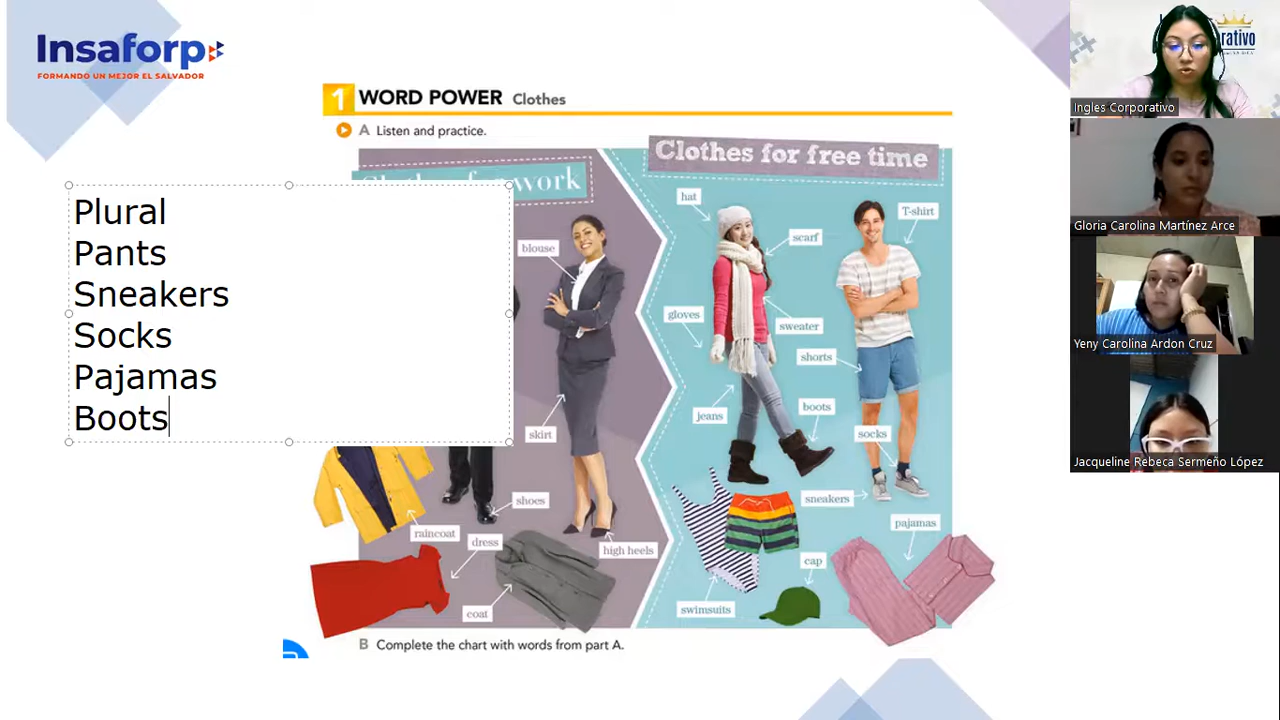 Insaforp
FORMANDO UN MEJOR EL SALVADOR
1 WORD POWER Clothes
A Listen and practice.
work
Clothes for free time
Plural
Pants
Sneakers
Socks
Pajamas
Boots
blouse
skirt
shoes
raincoat
dress
high heels
coat
hat
T-shirt
scarf
gloves
sweater
shorts
jeans
boots
socks
sneakers
pajamas
cap
swimsuits
B Complete the chart with words from part A.
Ingles Corporativo
Gloria Carolina Martínez Arce
Yeny Carolina Ardon Cruz
Jacqueline Rebeca Sermeño López